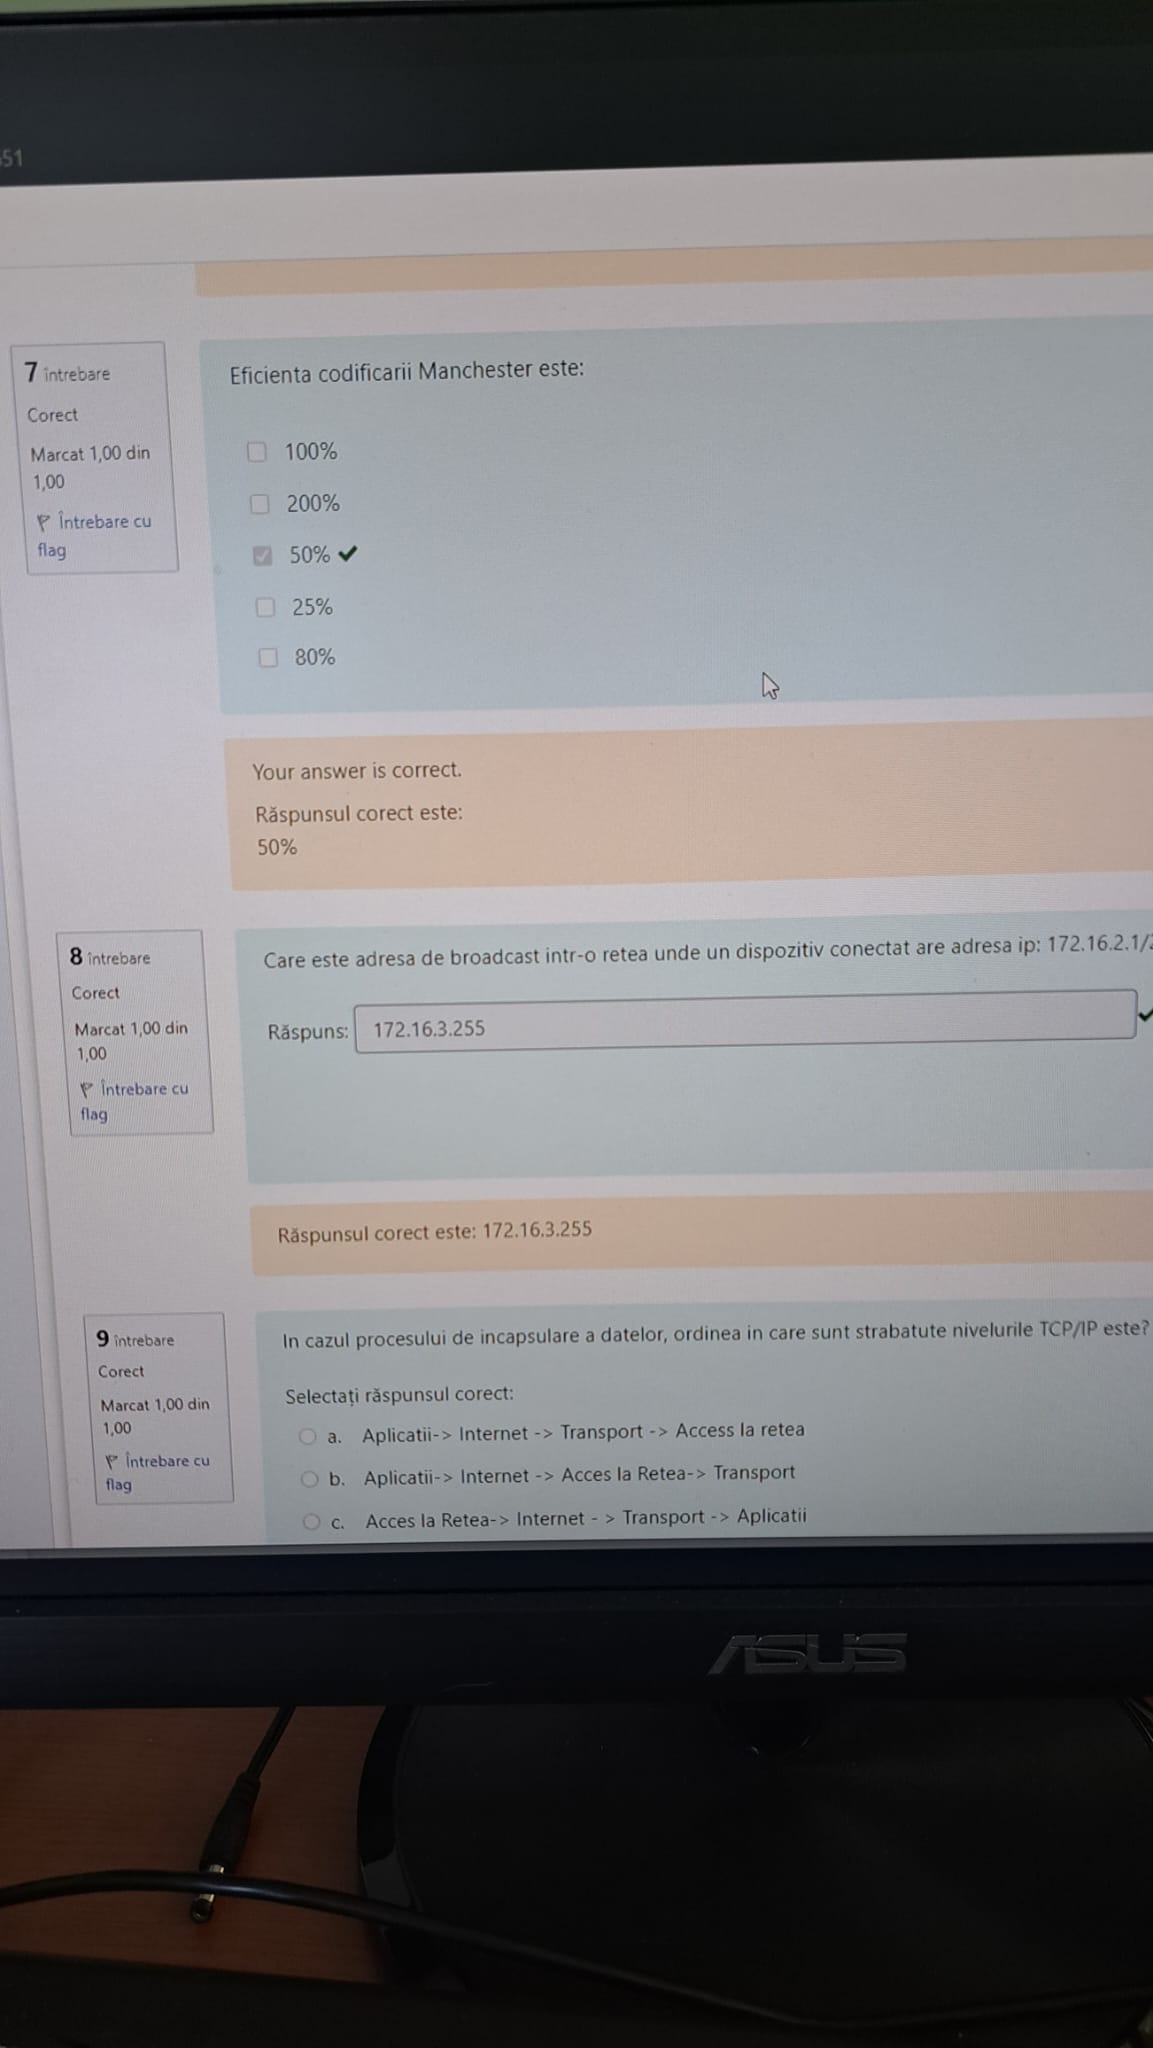 51
7 întrebare
Corect
Marcat 1,00 din
1,00
Întrebare cu
flag
Eficienta codificarii Manchester este:
100%
200%
50%
25%
80%
Your answer is correct.
Răspunsul corect este:
50%
8 întrebare
Corect
Marcat 1,00 din
1,00
Întrebare cu
flag
Care este adresa de broadcast intr-o retea unde un dispozitiv conectat are adresa ip: 172.16.2.1/
Răspuns: 172.16.3.255
Răspunsul corect este: 172.16.3.255
9 întrebare
Corect
Marcat 1,00 din
1,00
Întrebare cu
flag
In cazul procesului de incapsulare a datelor, ordinea in care sunt strabatute nivelurile TCP/IP este?
Selectați răspunsul corect:
a. Aplicatii-> Internet -> Transport -> Access la retea
b. Aplicatii-> Internet -> Acces la Retea-> Transport
c. Acces la Retea-> Internet - > Transport -> Aplicatii
ASUS